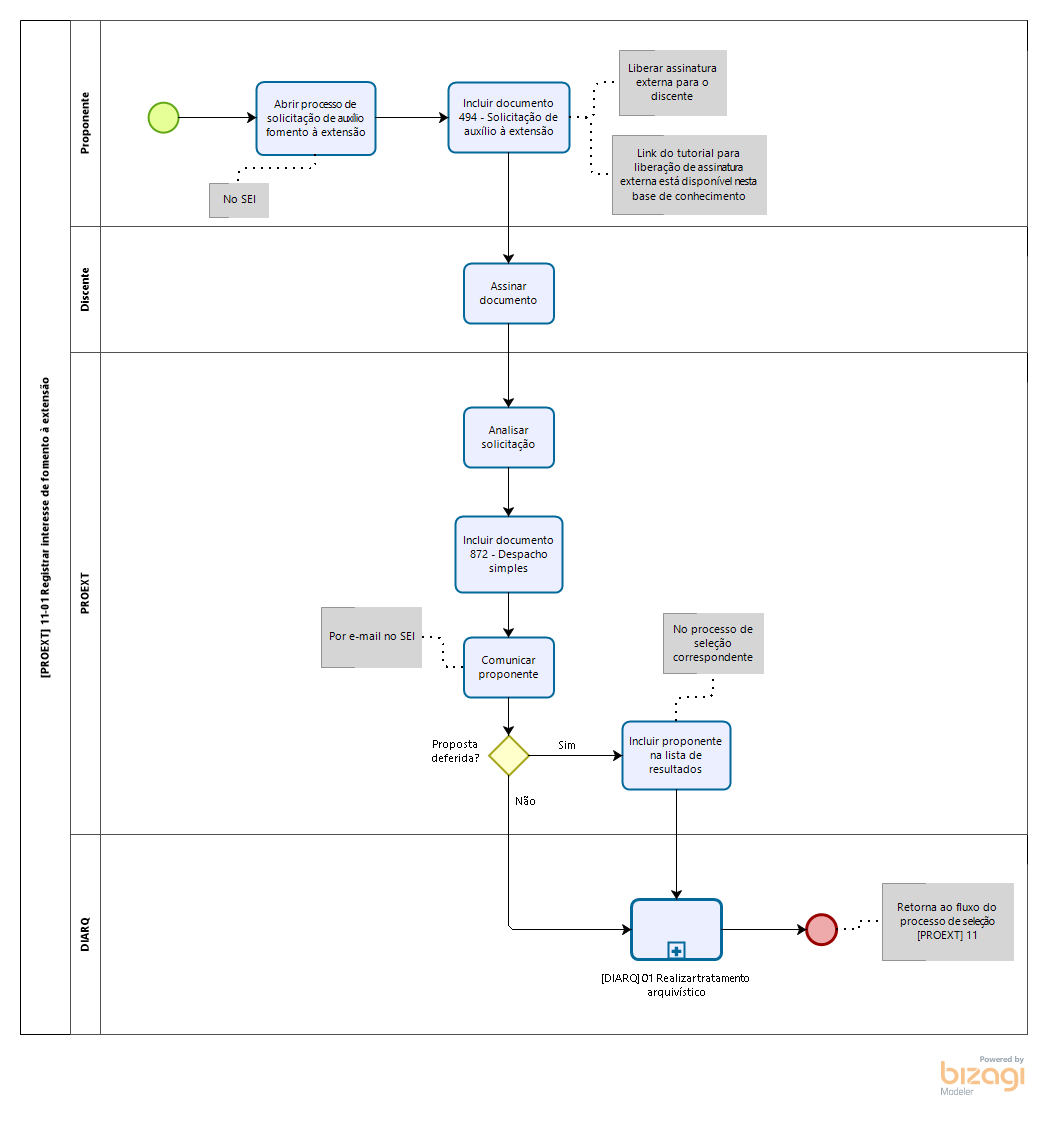 [PROEXT] 11-01 Registrar interesse de fomento à extensão
Proponente
Abrir processo de
solicitação de auxílio
fomento à extensão
No SEI
Incluir documento
494 - Solicitação de
auxílio à extensão
Liberar assinatura
externa para o
discente
Link do tutorial para
liberação de assinatura
externa está disponível nesta
base de conhecimento
Discente
Assinar
documento
PROEXT
Analisar
solicitação
Incluir documento
872 - Despacho
simples
Por e-mail no SEI
Comunicar
proponente
No processo de
seleção
correspondente
Proposta
deferida?
Sim
Incluir proponente
na lista de
resultados
Não
DIARQ
[DIARQ] 01 Realizar tratamento
arquivístico
Retorna ao fluxo do
processo de seleção
[PROEXT] 11
Powered by
bizagi
Modeler